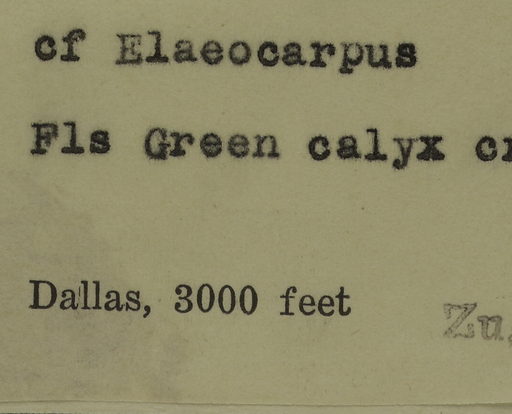 cf Elaeocarpus
Fls Green calyx
Dallas, 3000 feet